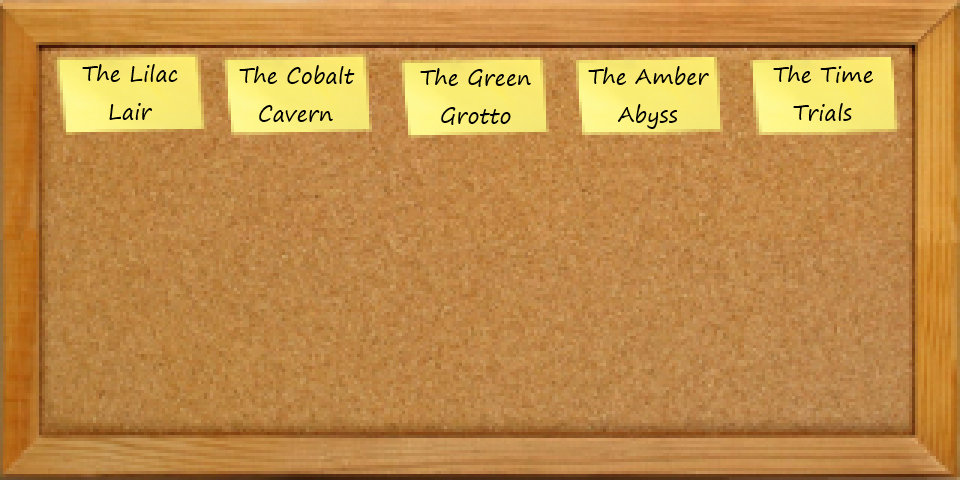 The Lilac
Lair
The Cobalt
Cavern
The Green
Grotto
The Amber
Abyss
The Time
Trials